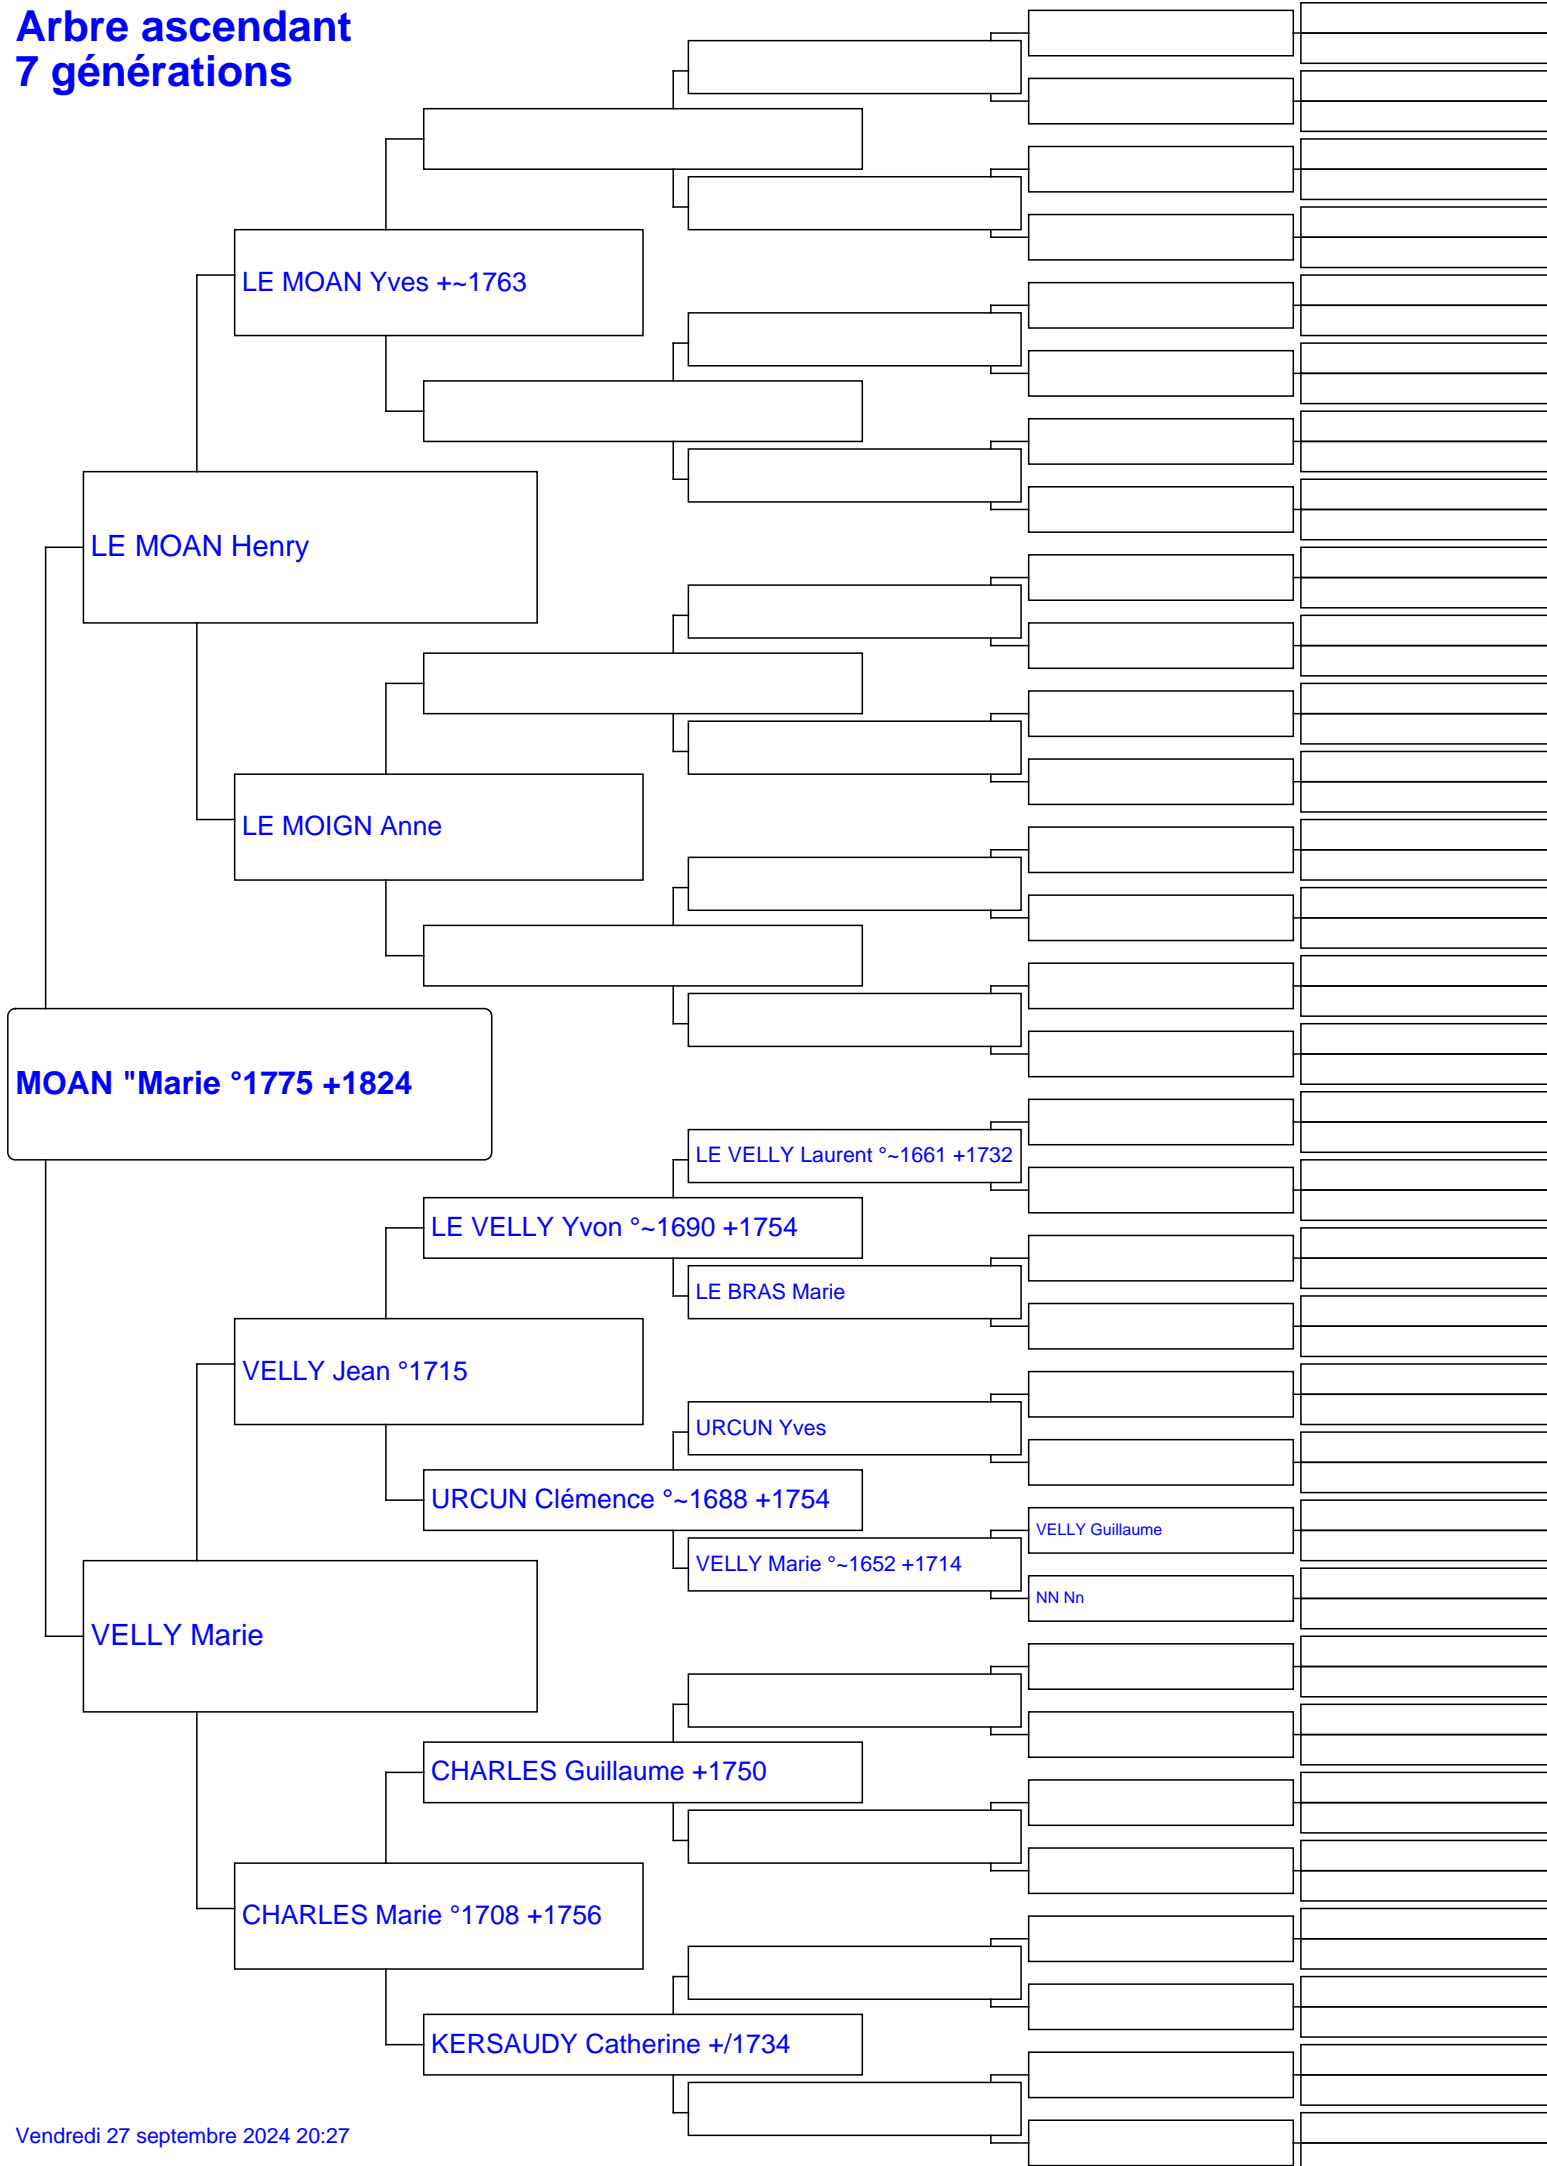 Arbre ascendant
7 générations
LE MOAN Yves +~1763
LE MOAN Henry
LE MOIGN Anne
MOAN "Marie °1775 +1824
LE VELLY Laurent °~1661 +1732
LE VELLY Yvon °~1690 +1754
LE BRAS Marie
VELLY Jean °1715
URCUN Yves
URCUN Clémence °~1688 +1754
VELLY Guillaume
VELLY Marie °~1652 +1714
NN Nn
VELLY Marie
CHARLES Guillaume +1750
CHARLES Marie °1708 +1756
KERSAUDY Catherine +/1734
Vendredi 27 septembre 2024 20:27